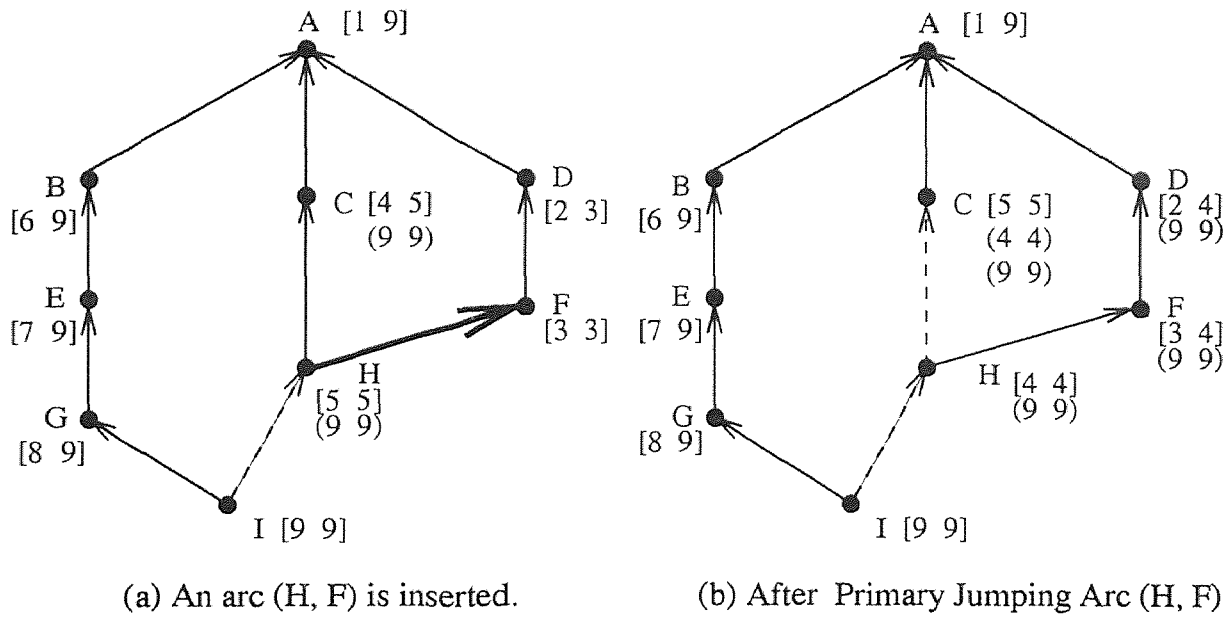 A [1 9]
B
[6 9]
C [4 5]
(9 9)
D
[2 3]
E
[7 9]
F
[3 3]
H
[5 5]
(9 9)
G
[8 9]
I [9 9]
(a) An arc (H, F) is inserted.
A [1 9]
B
[6 9]
C [5 5]
(4 4)
(9 9)
D
[2 4]
(9 9)
E
[7 9]
F
[3 4]
(9 9)
H [4 4]
(9 9)
G
[8 9]
I [9 9]
(b) After Primary Jumping Arc (H, F)